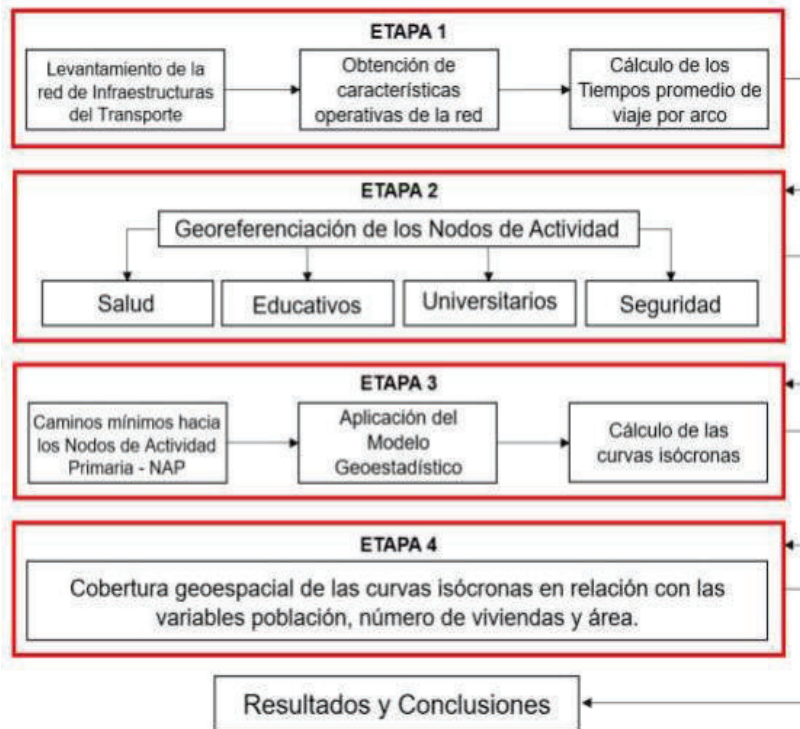 ETAPA 1
Levantamiento de la
red de Infraestructuras
del Transporte
Obtención de
características
operativas de la red
Cálculo de los
Tiempos promedio de
viaje por arco
ETAPA 2
Georeferenciación de los Nodos de Actividad
Salud
Educativos
Universitarios
Seguridad
ETAPA 3
Caminos mínimos hacia
los Nodos de Actividad
Primaria - NAP
Aplicación del
Modelo
Geoestadístico
Cálculo de las
curvas isócronas
ETAPA 4
Cobertura geoespacial de las curvas isócronas en relación con las
variables población, número de viviendas y área.
Resultados y Conclusiones